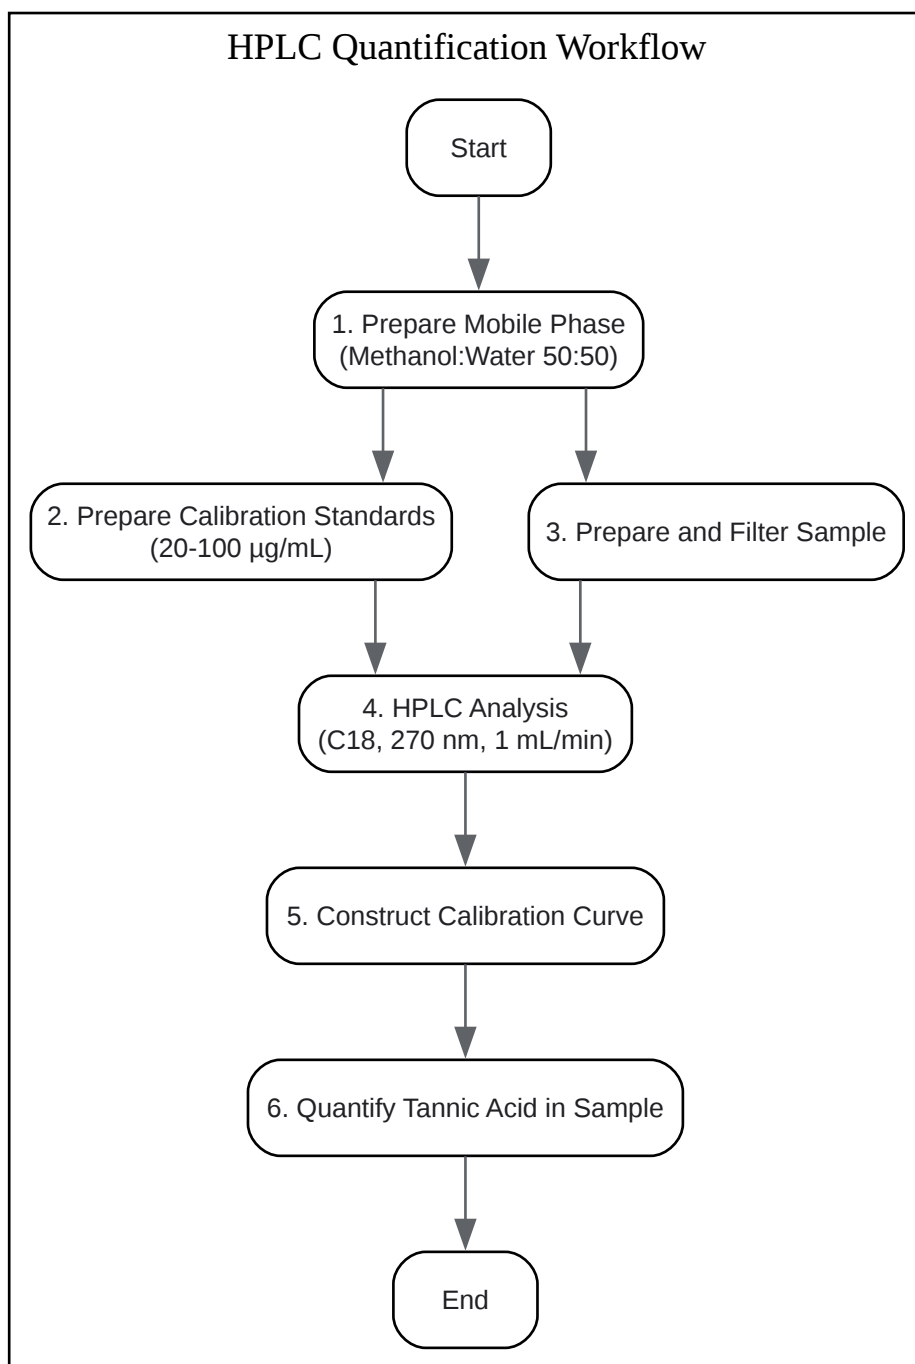 HPLC Quantification Workflow
Start
1. Prepare Mobile Phase
(Methanol:Water 50:50)
2. Prepare Calibration Standards
(20-100 µg/mL)
3. Prepare and Filter Sample
4. HPLC Analysis
(C18, 270 nm, 1 mL/min)
5. Construct Calibration Curve
6. Quantify Tannic Acid in Sample
End